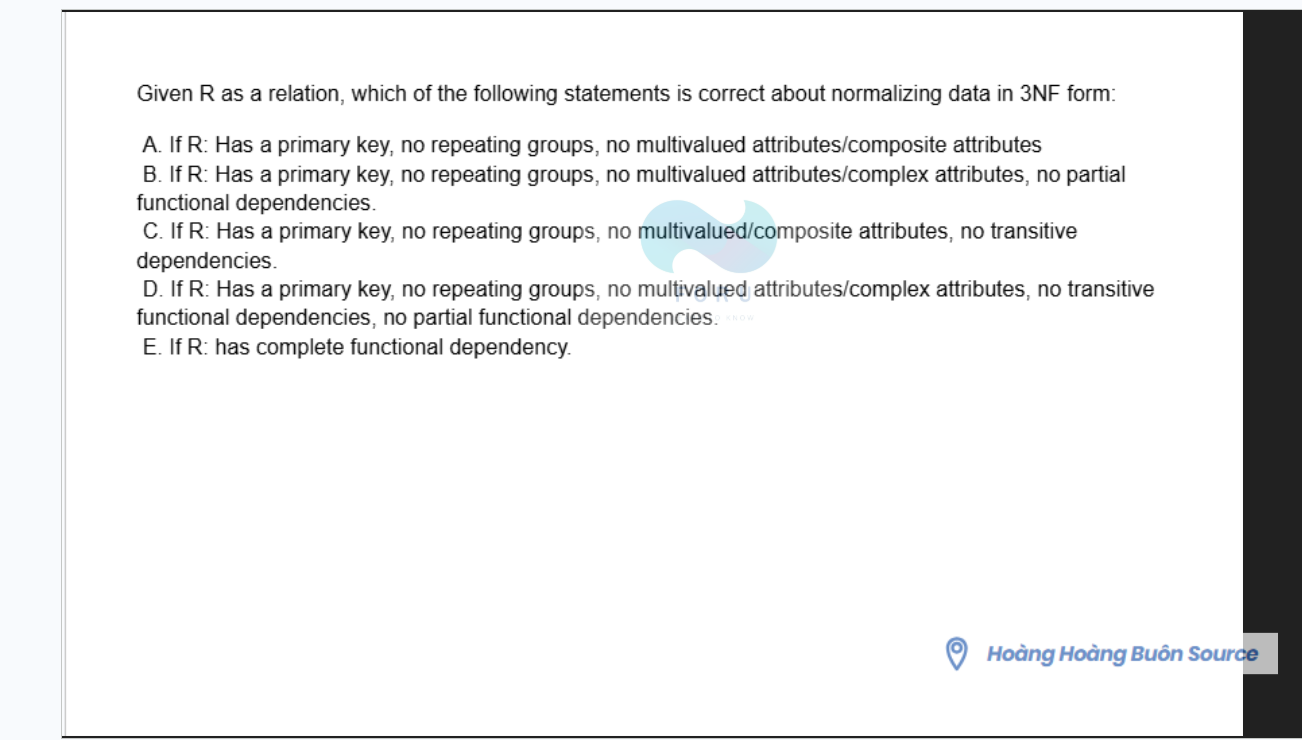 Given R as a relation, which of the following statements is correct about normalizing data in 3NF form:
A. If R: Has a primary key, no repeating groups, no multivalued attributes/composite attributes
B. If R: Has a primary key, no repeating groups, no multivalued attributes/complex attributes, no partial
functional dependencies.
C. If R: Has a primary key, no repeating groups, no multivalued/composite attributes, no transitive
dependencies.
D. If R: Has a primary key, no repeating groups, no multivalued attributes/complex attributes, no transitive
functional dependencies, no partial functional dependencies.
E. If R: has complete functional dependency.
Hoàng Hoàng Buôn Source